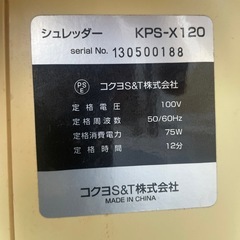 シュレッダー KPS-X120
serial No. 130500188
PS
E
コクヨS&T株式会社
定格電圧 100V
定格周波数 50/60Hz
定格消費電力 75W
定格時間 12分
コクヨS&T株式会社
MADE IN CHINA